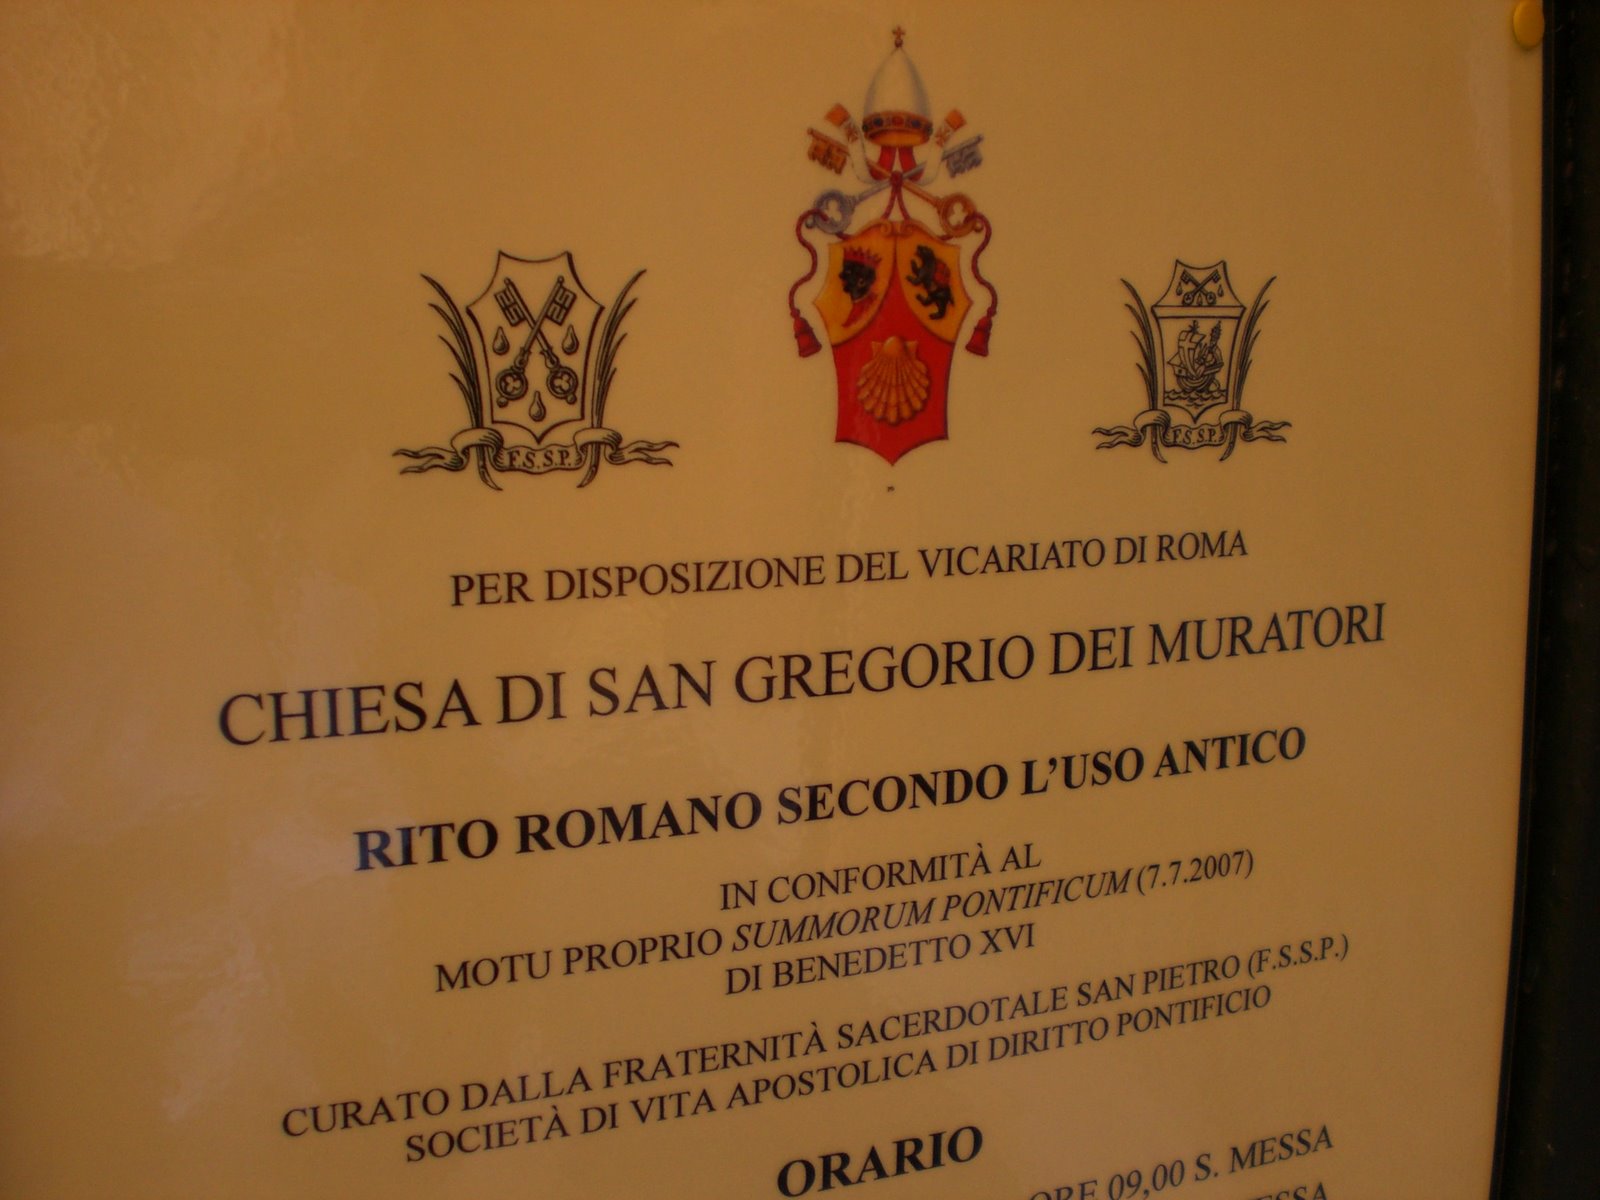 F.S.S.P.
F.S.S.P.
PER DISPOSIZIONE DEL VICARIATO DI ROMA
CHIESA DI SAN GREGORIO DEI MURATORI
RITO ROMANO SECONDO L'USO ANTICO
IN CONFORMITÀ AL
MOTU PROPRIO SUMMORUM PONTIFICUM (7.7.2007)
DI BENEDETTO XVI
CURATO DALLA FRATERNITÀ SACERDOTALE SAN PIETRO (F.S.S.P.)
SOCIETÀ DI VITA APOSTOLICA DI DIRITTO PONTIFICIO
ORARIO
ORE 09,00 S. MESSA